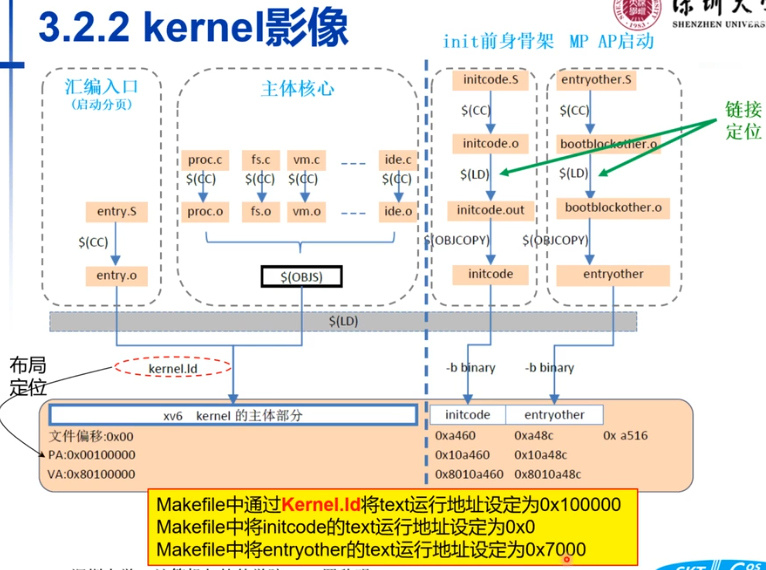 3.2.2 kernel影像
SHENZHEN UNIVERS
init前身骨架 MP AP启动
汇编入口
(启动分页)
主体核心
initcode.S
entryother.S
$(CC)
$(CC)
链接
定位
proc.c
fs.c
vm.c
ide.c
initcode.o
bootblockother.o
$(CC)
$(CC)
$(CC)
$(CC)
$(LD)
$(LD)
entry.S
proc.o
fs.o
vm.o
ide.o
initcode.out
bootblockother.o
$(CC)
$(OBJCOPY)
$(OBJCOPY)
entry.o
$(OBJS)
initcode
entryother
$(LD)
布局
定位
kernel.ld
-b binary
-b binary
xv6 kernel 的主体部分
initcode
entryother
文件偏移:0x00
0xa460
0xa48c
0x a516
PA:0x00100000
0x10a460
0x10a48c
VA:0x80100000
0x8010a460
0x8010a48c
Makefile中通过Kernel.ld将text运行地址设定为0x100000
Makefile中将initcode的text运行地址设定为0x0
Makefile中将entryother的text运行地址设定为0x7000